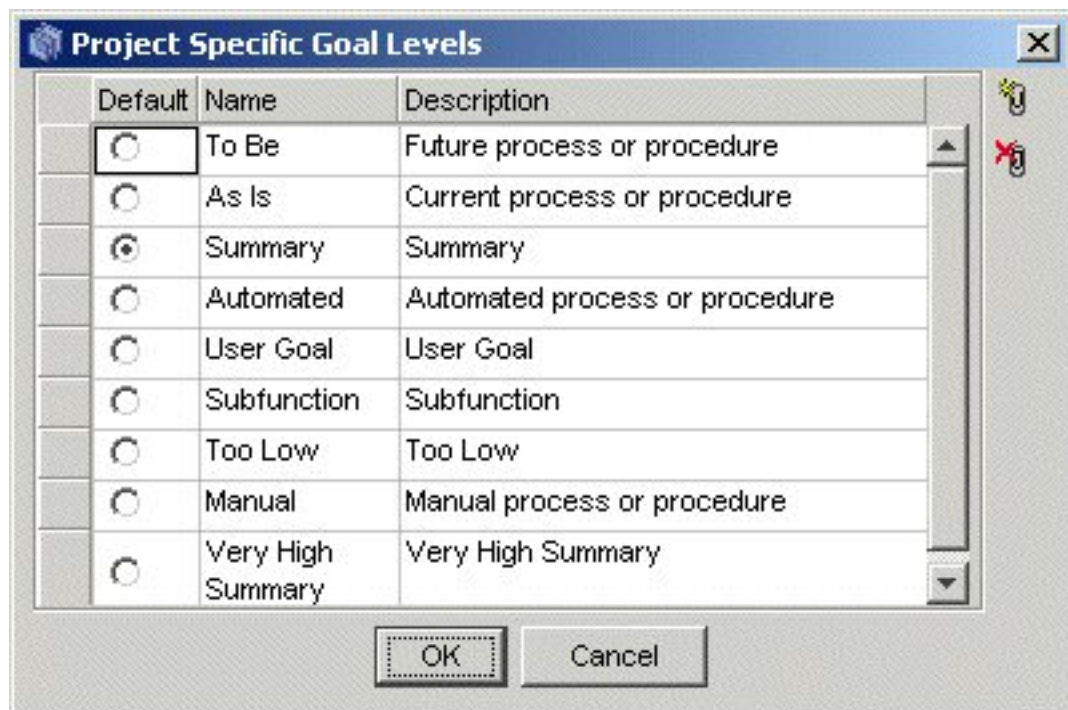 Project Specific Goal Levels
Default Name Description
To Be Future process or procedure
As Is Current process or procedure
Summary Summary
Automated Automated process or procedure
User Goal User Goal
Subfunction Subfunction
Too Low Too Low
Manual Manual process or procedure
Very High Very High Summary
Summary
OK Cancel